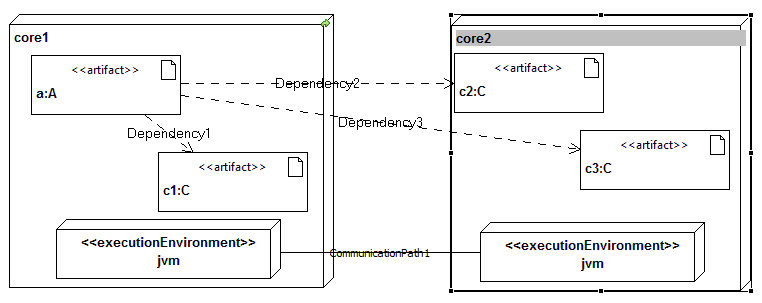 core1
<<artifact>>
a:A
Dependency1
<<artifact>>
c1:C
<<executionEnvironment>>
jvm
Dependency2
Dependency3
CommunicationPath1
core2
<<artifact>>
c2:C
<<artifact>>
c3:C
<<executionEnvironment>>
jvm